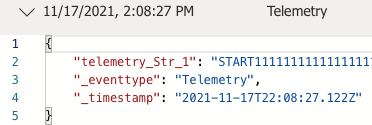 11/17/2021, 2:08:27 PM Telemetry
1 {
2 "telemetry_Str_1": "START1111111111111111111
3 "_eventtype": "Telemetry",
4 "_timestamp": "2021-11-17T22:08:27.122Z"
5 }